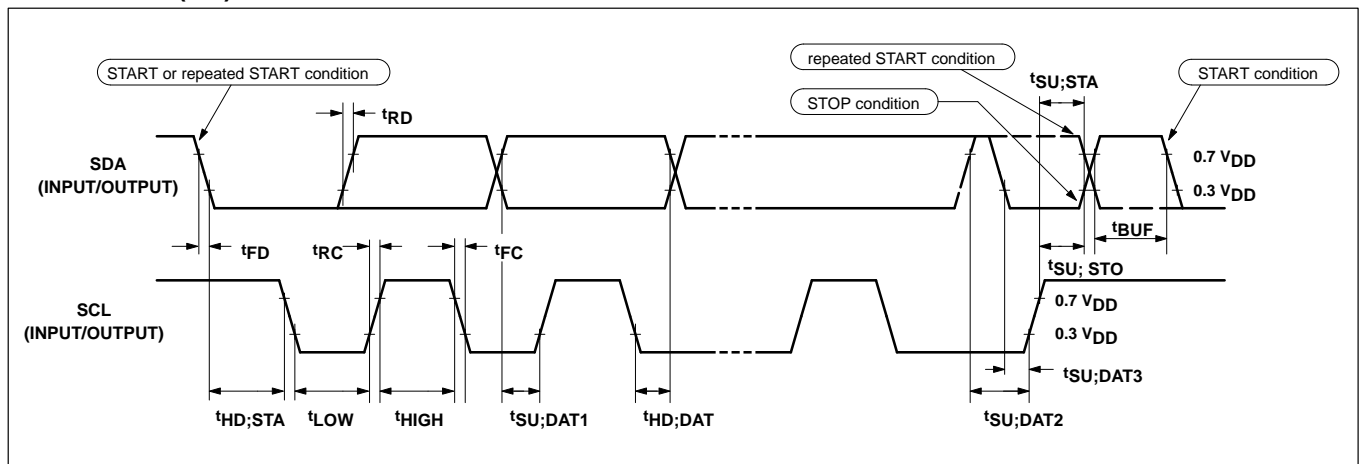 START or repeated START condition
repeated START condition
STOP condition
tSU;STA
START condition
tRD
SDA
(INPUT/OUTPUT)
0.7 VDD
0.3 VDD
tFD
tRC
tFC
tBUF
tSU; STO
SCL
(INPUT/OUTPUT)
0.7 VDD
0.3 VDD
tSU;DAT3
tHD;STA
tLOW
tHIGH
tSU;DAT1
tHD;DAT
tSU;DAT2